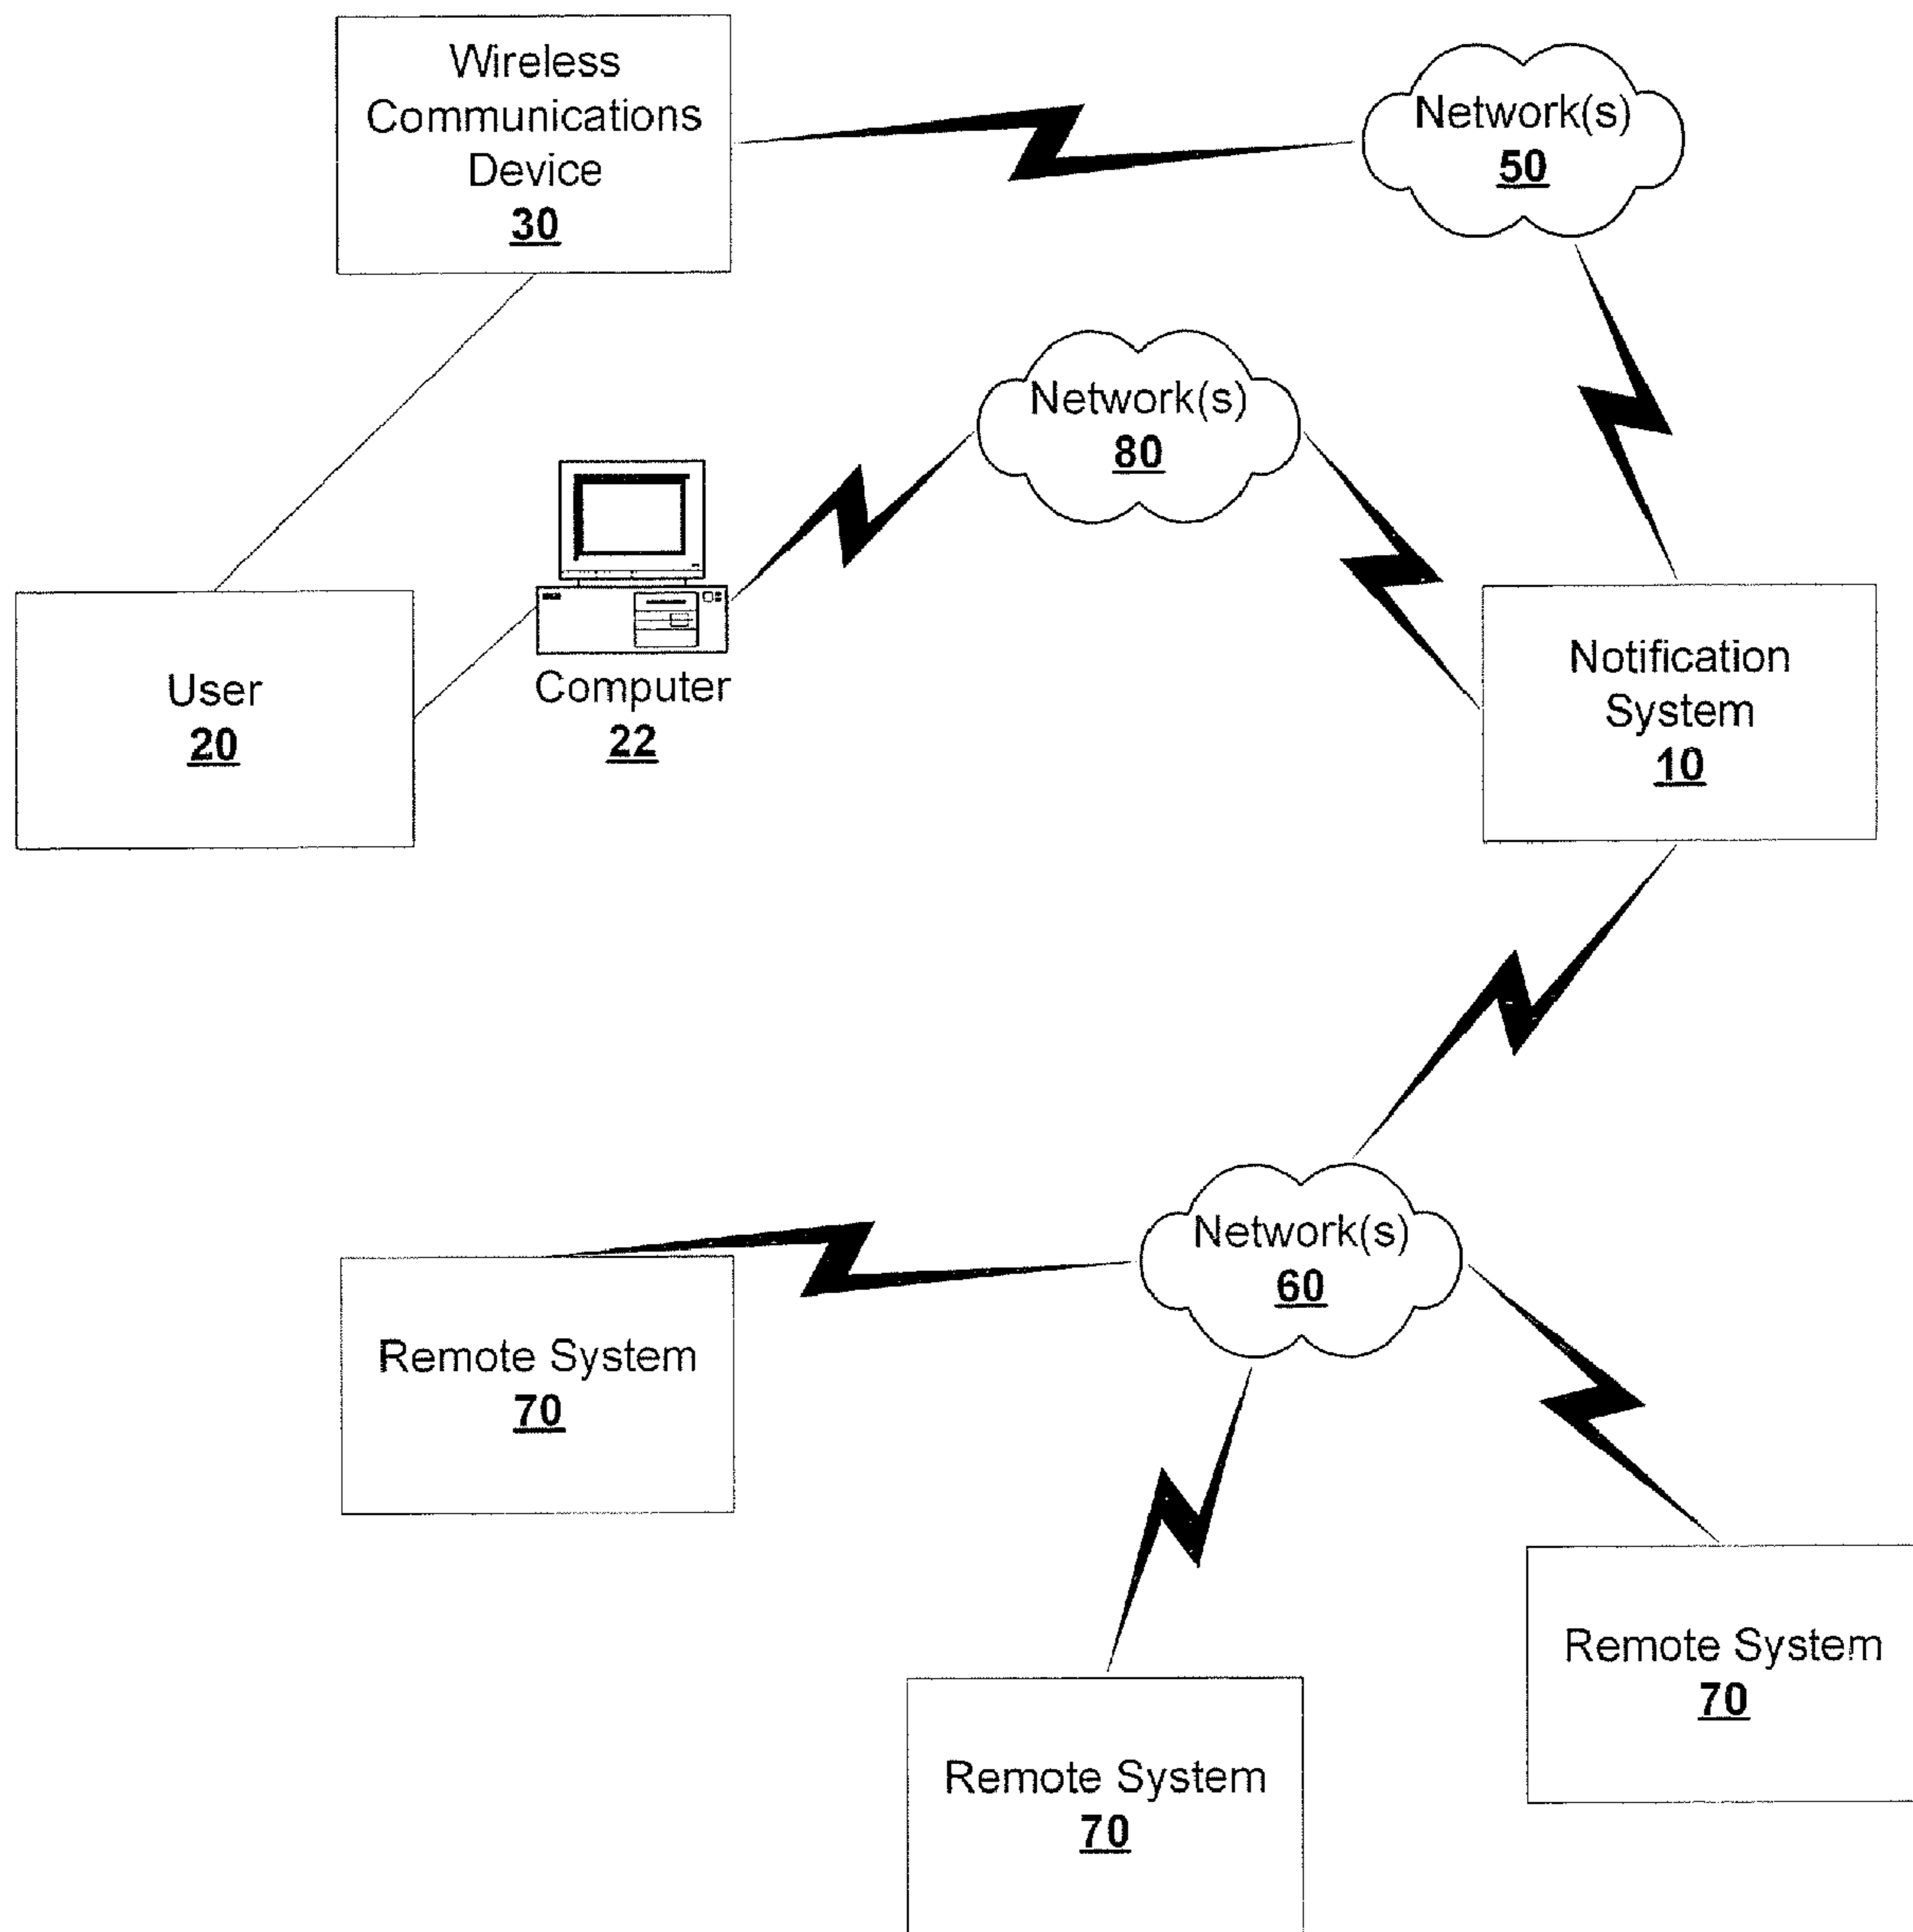 Wireless
Communications
Device
30
Network(s)
50
Network(s)
80
User
20
Computer
22
Notification
System
10
Network(s)
60
Remote System
70
Remote System
70
Remote System
70